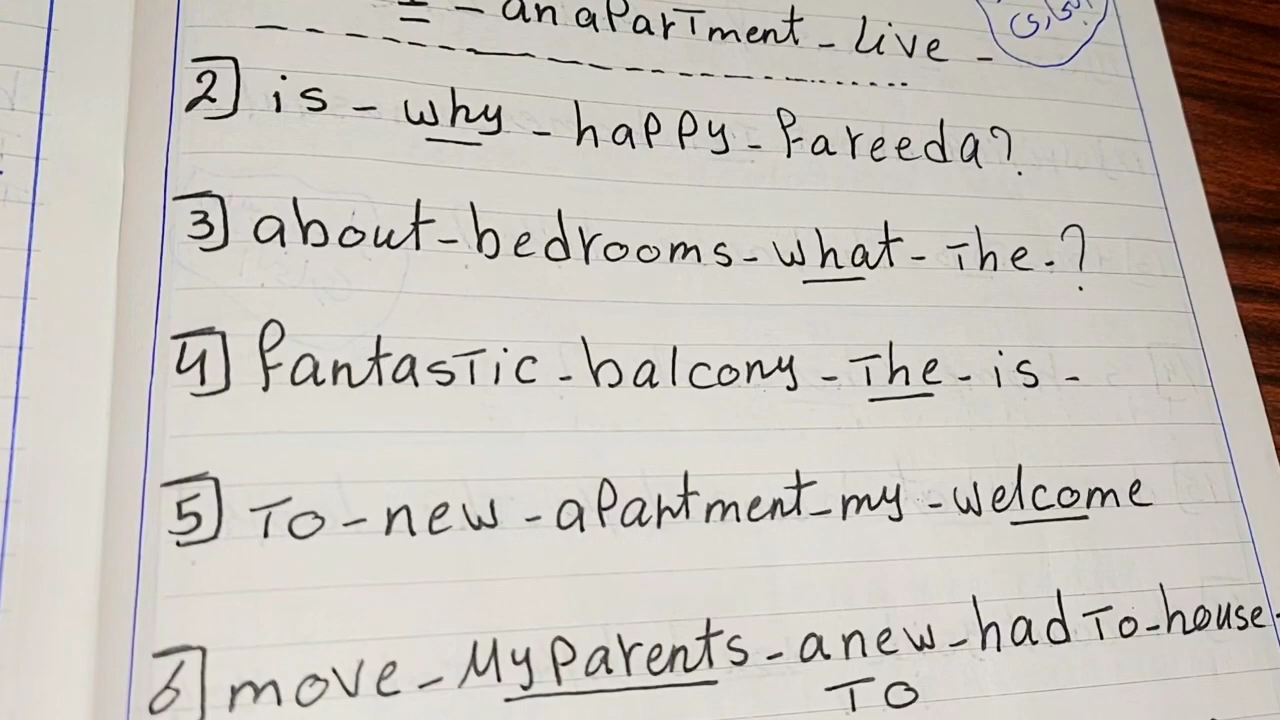 = - an aparTment - live -
2 is - why - happy - fareeda?
3 about - bedrooms - what - The - ?
4 fantasTic - balcony - The - is -
5 To - new - apartment - my - welcome
6 move - My parents - a new - had To - house
To